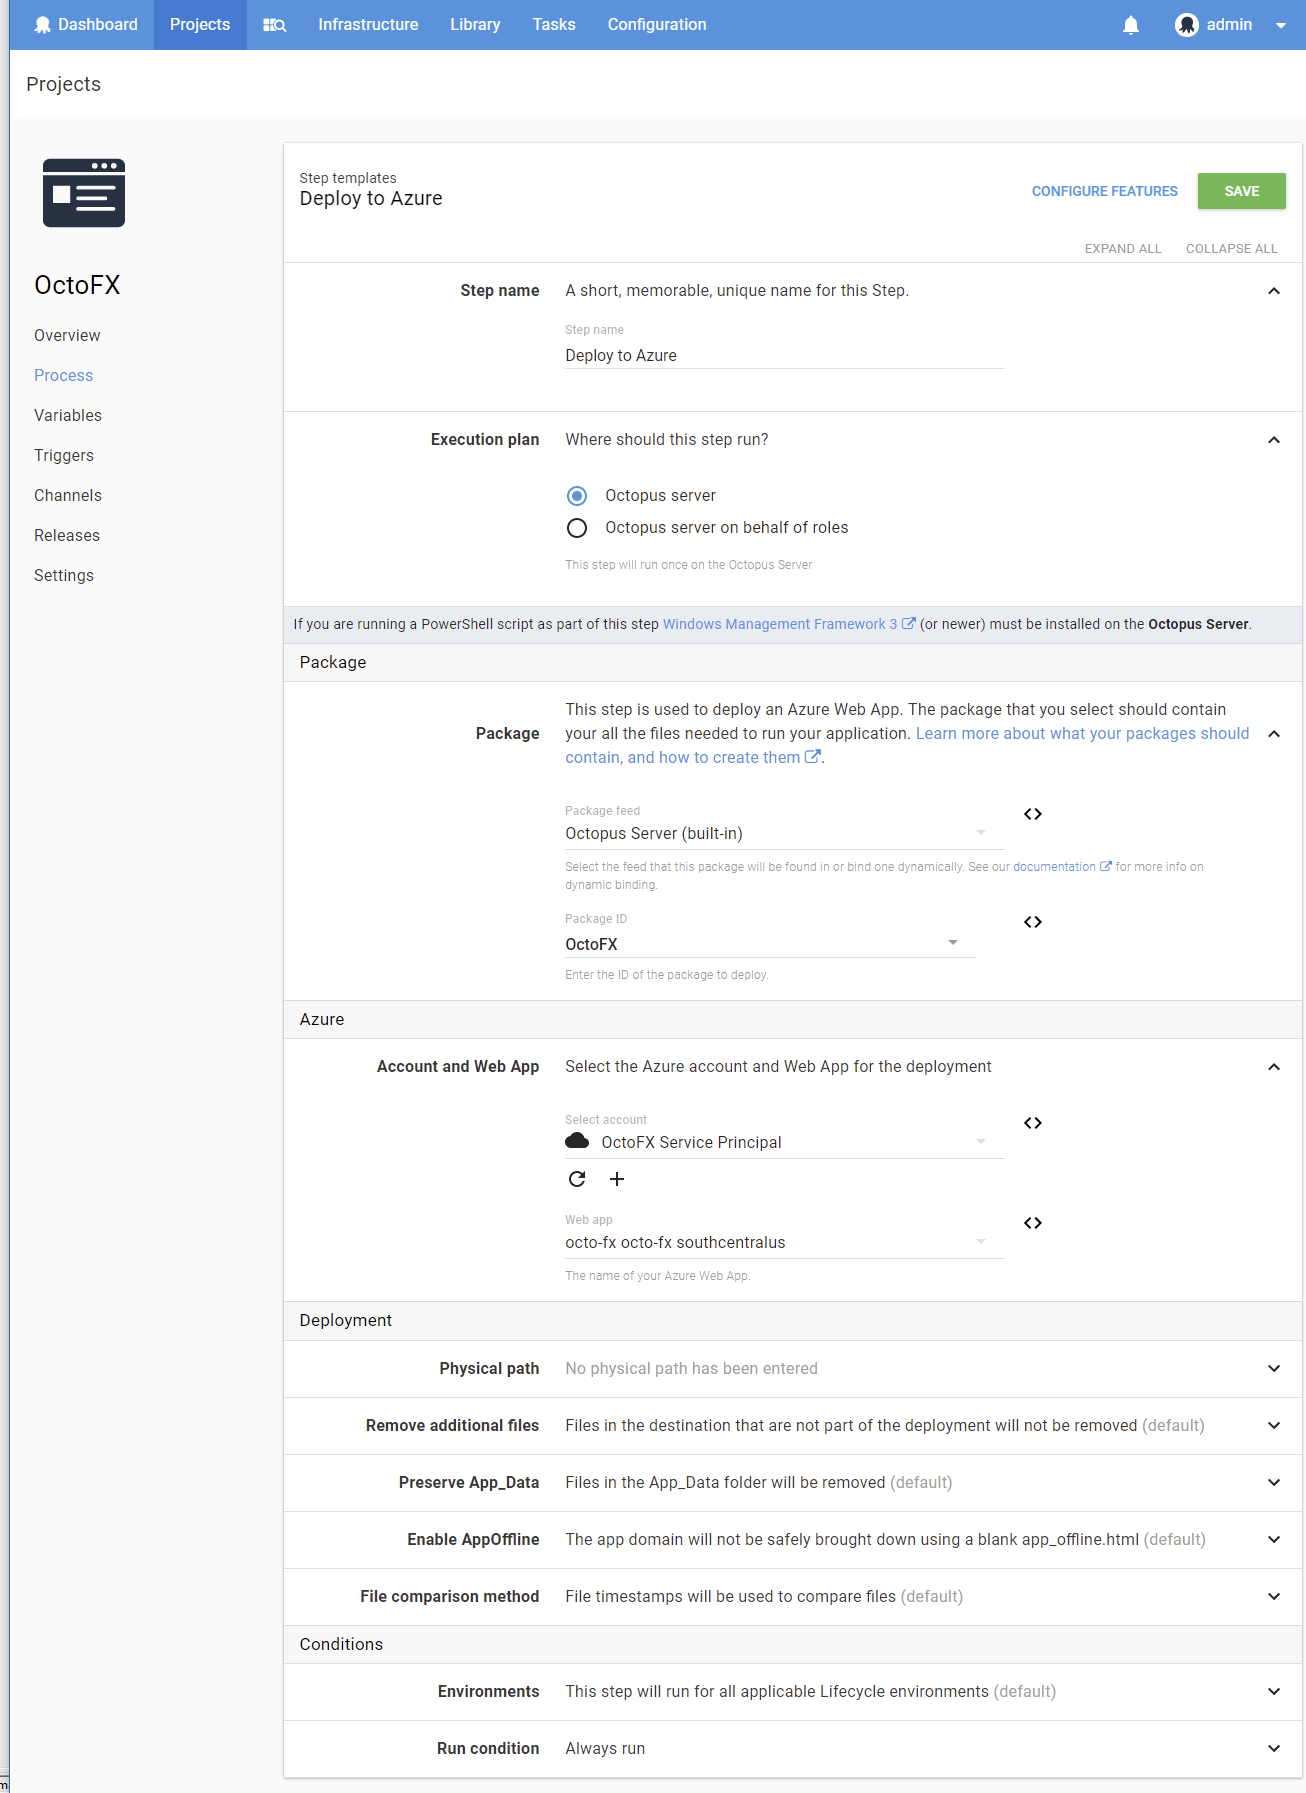 Dashboard Projects Infrastructure Library Tasks Configuration admin
Projects
OctoFX
Overview
Process
Variables
Triggers
Channels
Releases
Settings
Step templates
Deploy to Azure
CONFIGURE FEATURES SAVE
EXPAND ALL COLLAPSE ALL
Step name A short, memorable, unique name for this Step.
Step name
Deploy to Azure
Execution plan Where should this step run?
Octopus server
Octopus server on behalf of roles
This step will run once on the Octopus Server
If you are running a PowerShell script as part of this step Windows Management Framework 3 (or newer) must be installed on the Octopus Server.
Package
Package
This step is used to deploy an Azure Web App. The package that you select should contain
your all the files needed to run your application. Learn more about what your packages should
contain, and how to create them.
Package feed
Octopus Server (built-in)
Select the feed that this package will be found in or bind one dynamically. See our documentation for more info on
dynamic binding.
Package ID
OctoFX
Enter the ID of the package to deploy.
Azure
Account and Web App Select the Azure account and Web App for the deployment
Select account
OctoFX Service Principal
Web app
octo-fx octo-fx southcentralus
The name of your Azure Web App.
Deployment
Physical path No physical path has been entered
Remove additional files Files in the destination that are not part of the deployment will not be removed (default)
Preserve App_Data Files in the App_Data folder will be removed (default)
Enable AppOffline The app domain will not be safely brought down using a blank app_offline.html (default)
File comparison method File timestamps will be used to compare files (default)
Conditions
Environments This step will run for all applicable Lifecycle environments (default)
Run condition Always run